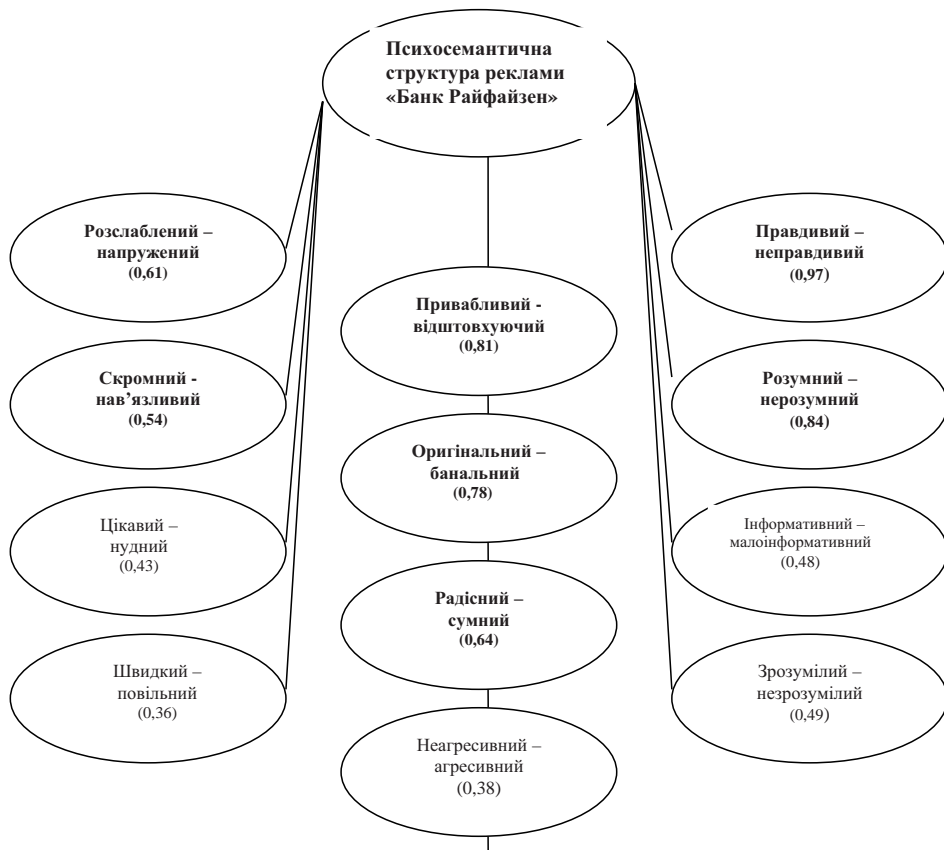 Психосемантична
структура реклами
«Банк Райфайзен»
Розслаблений –
напружений
(0,61)
Скромний -
нав’язливий
(0,54)
Цікавий –
нудний
(0,43)
Швидкий –
повільний
(0,36)
Привабливий -
відштовхуючий
(0,81)
Оригінальний –
банальний
(0,78)
Радісний –
сумний
(0,64)
Неагресивний –
агресивний
(0,38)
Правдивий –
неправдивий
(0,97)
Розумний –
нерозумний
(0,84)
Інформативний –
малоінформативний
(0,48)
Зрозумілий –
незрозумілий
(0,49)